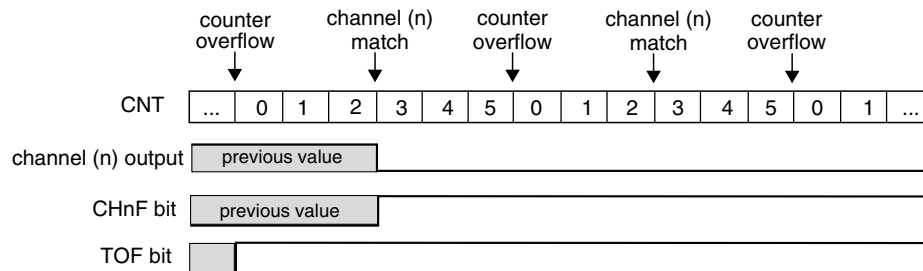 counter overflow
channel (n) match
counter overflow
channel (n) match
counter overflow
CNT ... 0 1 2 3 4 5 0 1 2 3 4 5 0 1 ...
channel (n) output previous value
CHnF bit previous value
TOF bit